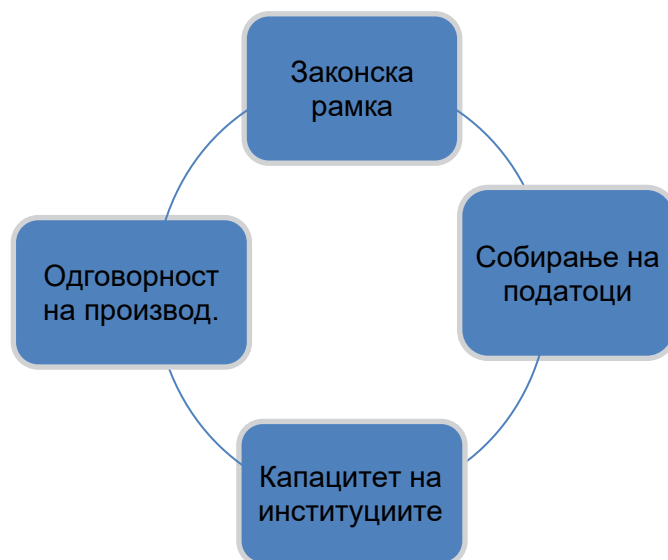 Законска
рамка
Собирање на
податоци
Капацитет на
институциите
Одговорност
на производ.